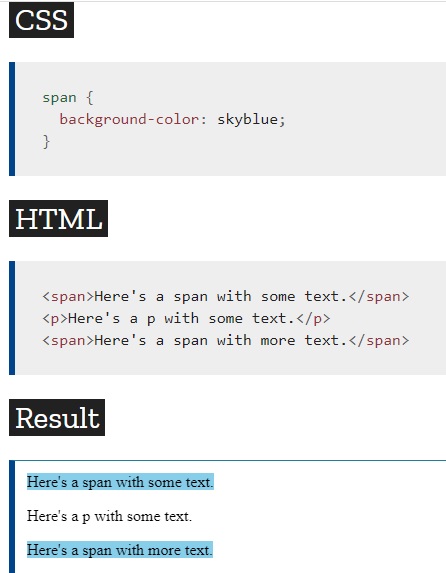 CSS
span {
  background-color: skyblue;
}
HTML
<span>Here's a span with some text.</span>
<p>Here's a p with some text.</p>
<span>Here's a span with more text.</span>
Result
Here's a span with some text.
Here's a p with some text.
Here's a span with more text.